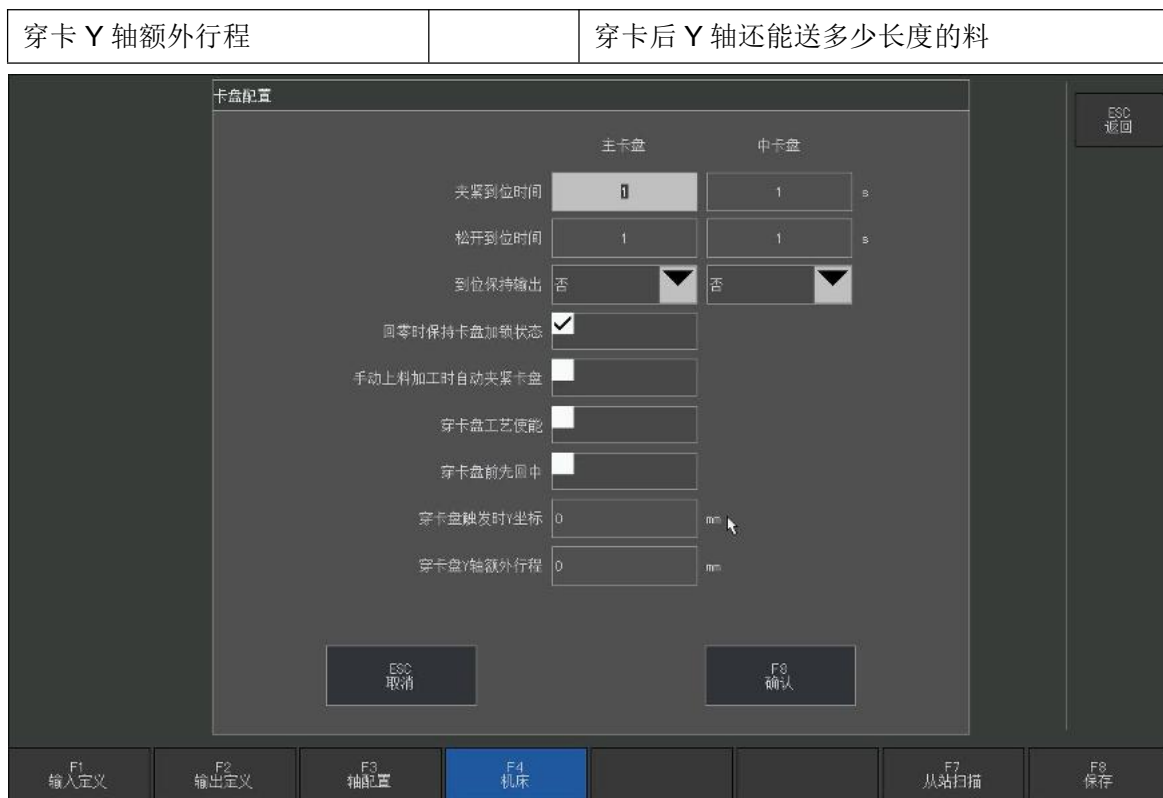 穿卡 Y 轴额外行程 穿卡后 Y 轴还能送多少长度的料
卡盘配置
ESC
返回
主卡盘 中卡盘
夹紧到位时间 1 1 s
松开到位时间 1 1 s
到位保持输出 否 否
回零时保持卡盘加锁状态
手动上料加工时自动夹紧卡盘
穿卡盘工艺使能
穿卡盘前先回中
穿卡盘触发时Y坐标 0 mm
穿卡盘Y轴额外行程 0 mm
ESC
取消
F8
确认
F1
输入定义
F2
输出定义
F3
轴配置
F4
机床
F7
从站扫描
F8
保存